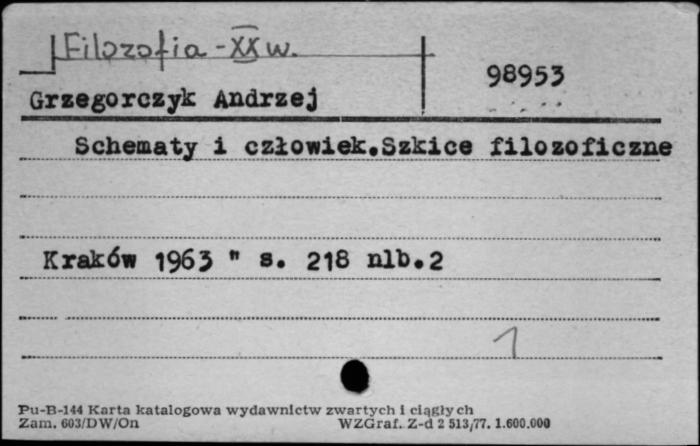 Filozofia - XX w.
98953
Grzegorczyk Andrzej
Schematy i człowiek.Szkice filozoficzne
Kraków 1963 " s. 218 nlb.2
1
Pu-B-144 Karta katalogowa wydawnictw zwartych i ciągłych
Zam. 603/DW/On WZGraf. Z-d 2 513/77. 1.600.000